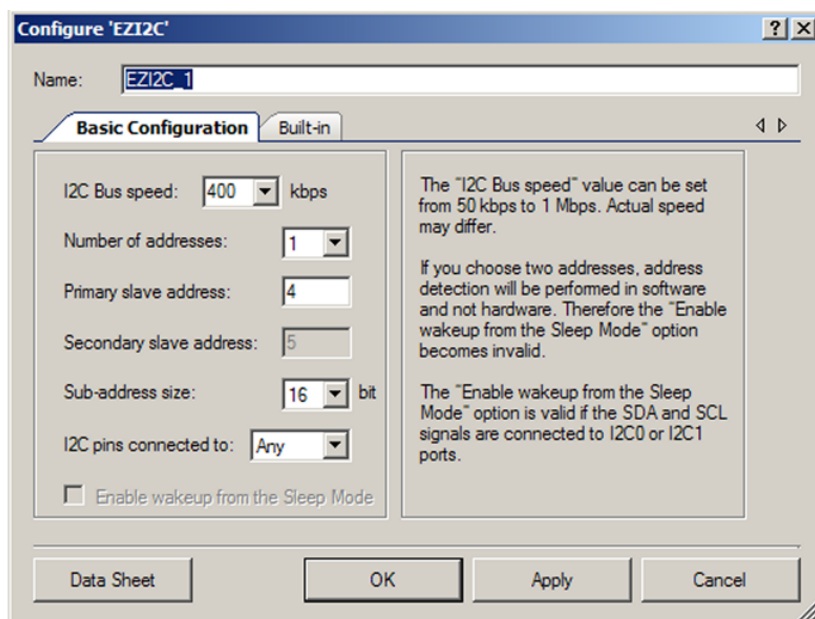 Configure 'EZI2C'
Name: EZI2C_1
Basic Configuration Built-in
I2C Bus speed: 400 kbps
Number of addresses: 1
Primary slave address: 4
Secondary slave address: 5
Sub-address size: 16 bit
I2C pins connected to: Any
Enable wakeup from the Sleep Mode
The "I2C Bus speed" value can be set
from 50 kbps to 1 Mbps. Actual speed
may differ.
If you choose two addresses, address
detection will be performed in software
and not hardware. Therefore the "Enable
wakeup from the Sleep Mode" option
becomes invalid.
The "Enable wakeup from the Sleep
Mode" option is valid if the SDA and SCL
signals are connected to I2C0 or I2C1
ports.
Data Sheet OK Apply Cancel